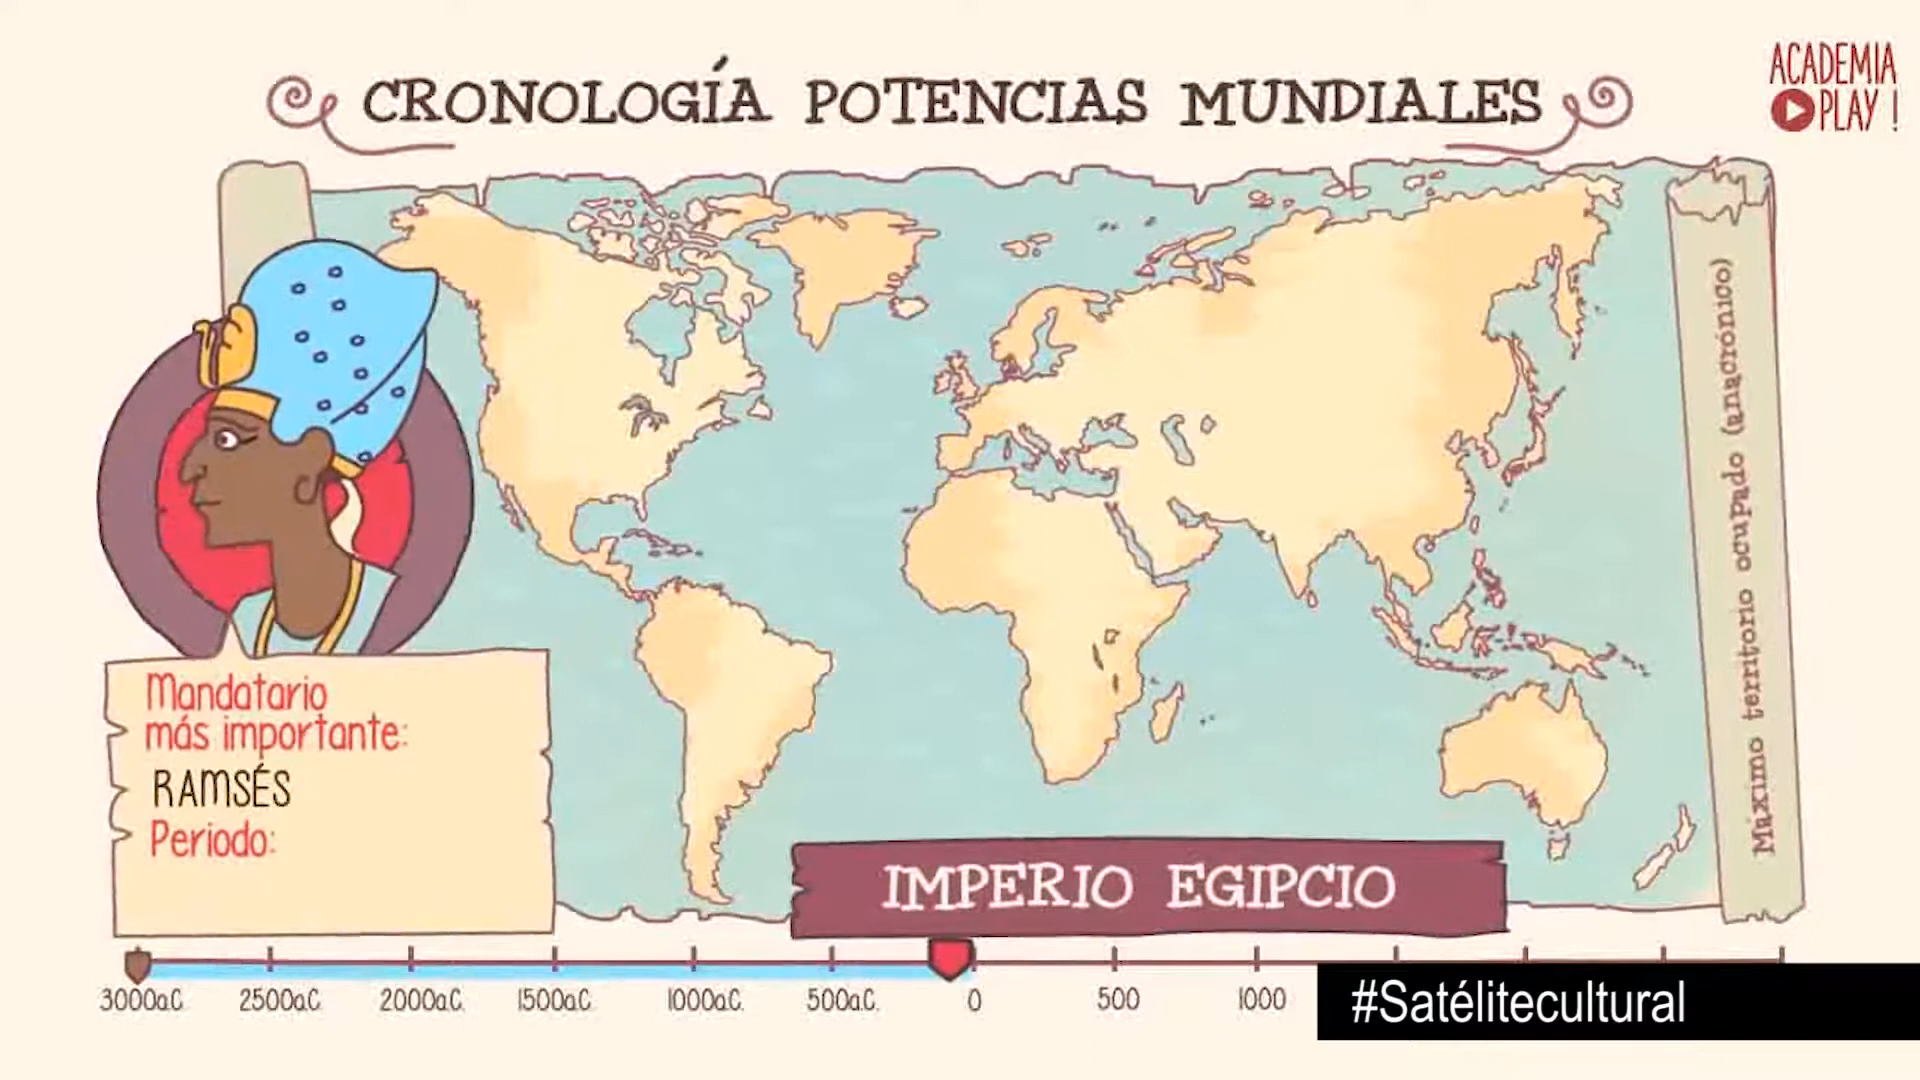 CRONOLOGÍA POTENCIAS MUNDIALES
ACADEMIA
PLAY !
Máximo territorio ocupado (anacrónico)
Mandatario
más importante:
RAMSÉS
Periodo:
IMPERIO EGIPCIO
3000a.C. 2500a.C. 2000a.C. 1500a.C. 1000a.C. 500a.C. 0 500 1000
#Satélitecultural